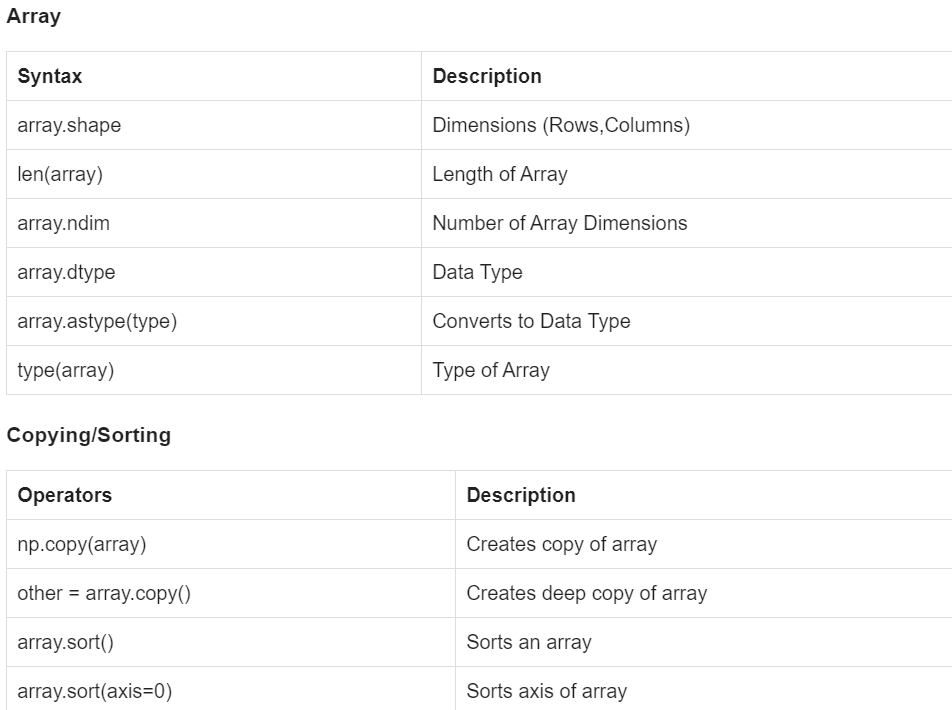 Array
Syntax Description
array.shape Dimensions (Rows,Columns)
len(array) Length of Array
array.ndim Number of Array Dimensions
array.dtype Data Type
array.astype(type) Converts to Data Type
type(array) Type of Array
Copying/Sorting
Operators Description
np.copy(array) Creates copy of array
other = array.copy() Creates deep copy of array
array.sort() Sorts an array
array.sort(axis=0) Sorts axis of array